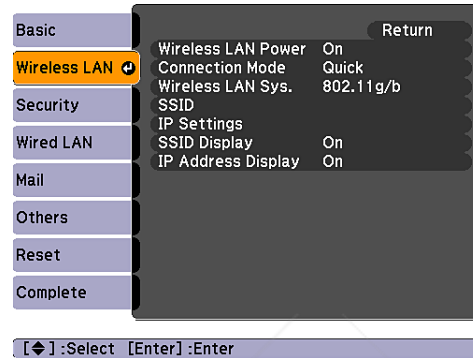 Basic
Wireless LAN
Security
Wired LAN
Mail
Others
Reset
Complete
Return
Wireless LAN Power On
Connection Mode Quick
Wireless LAN Sys. 802.11g/b
SSID
IP Settings
SSID Display On
IP Address Display On
[◆]:Select [Enter]:Enter